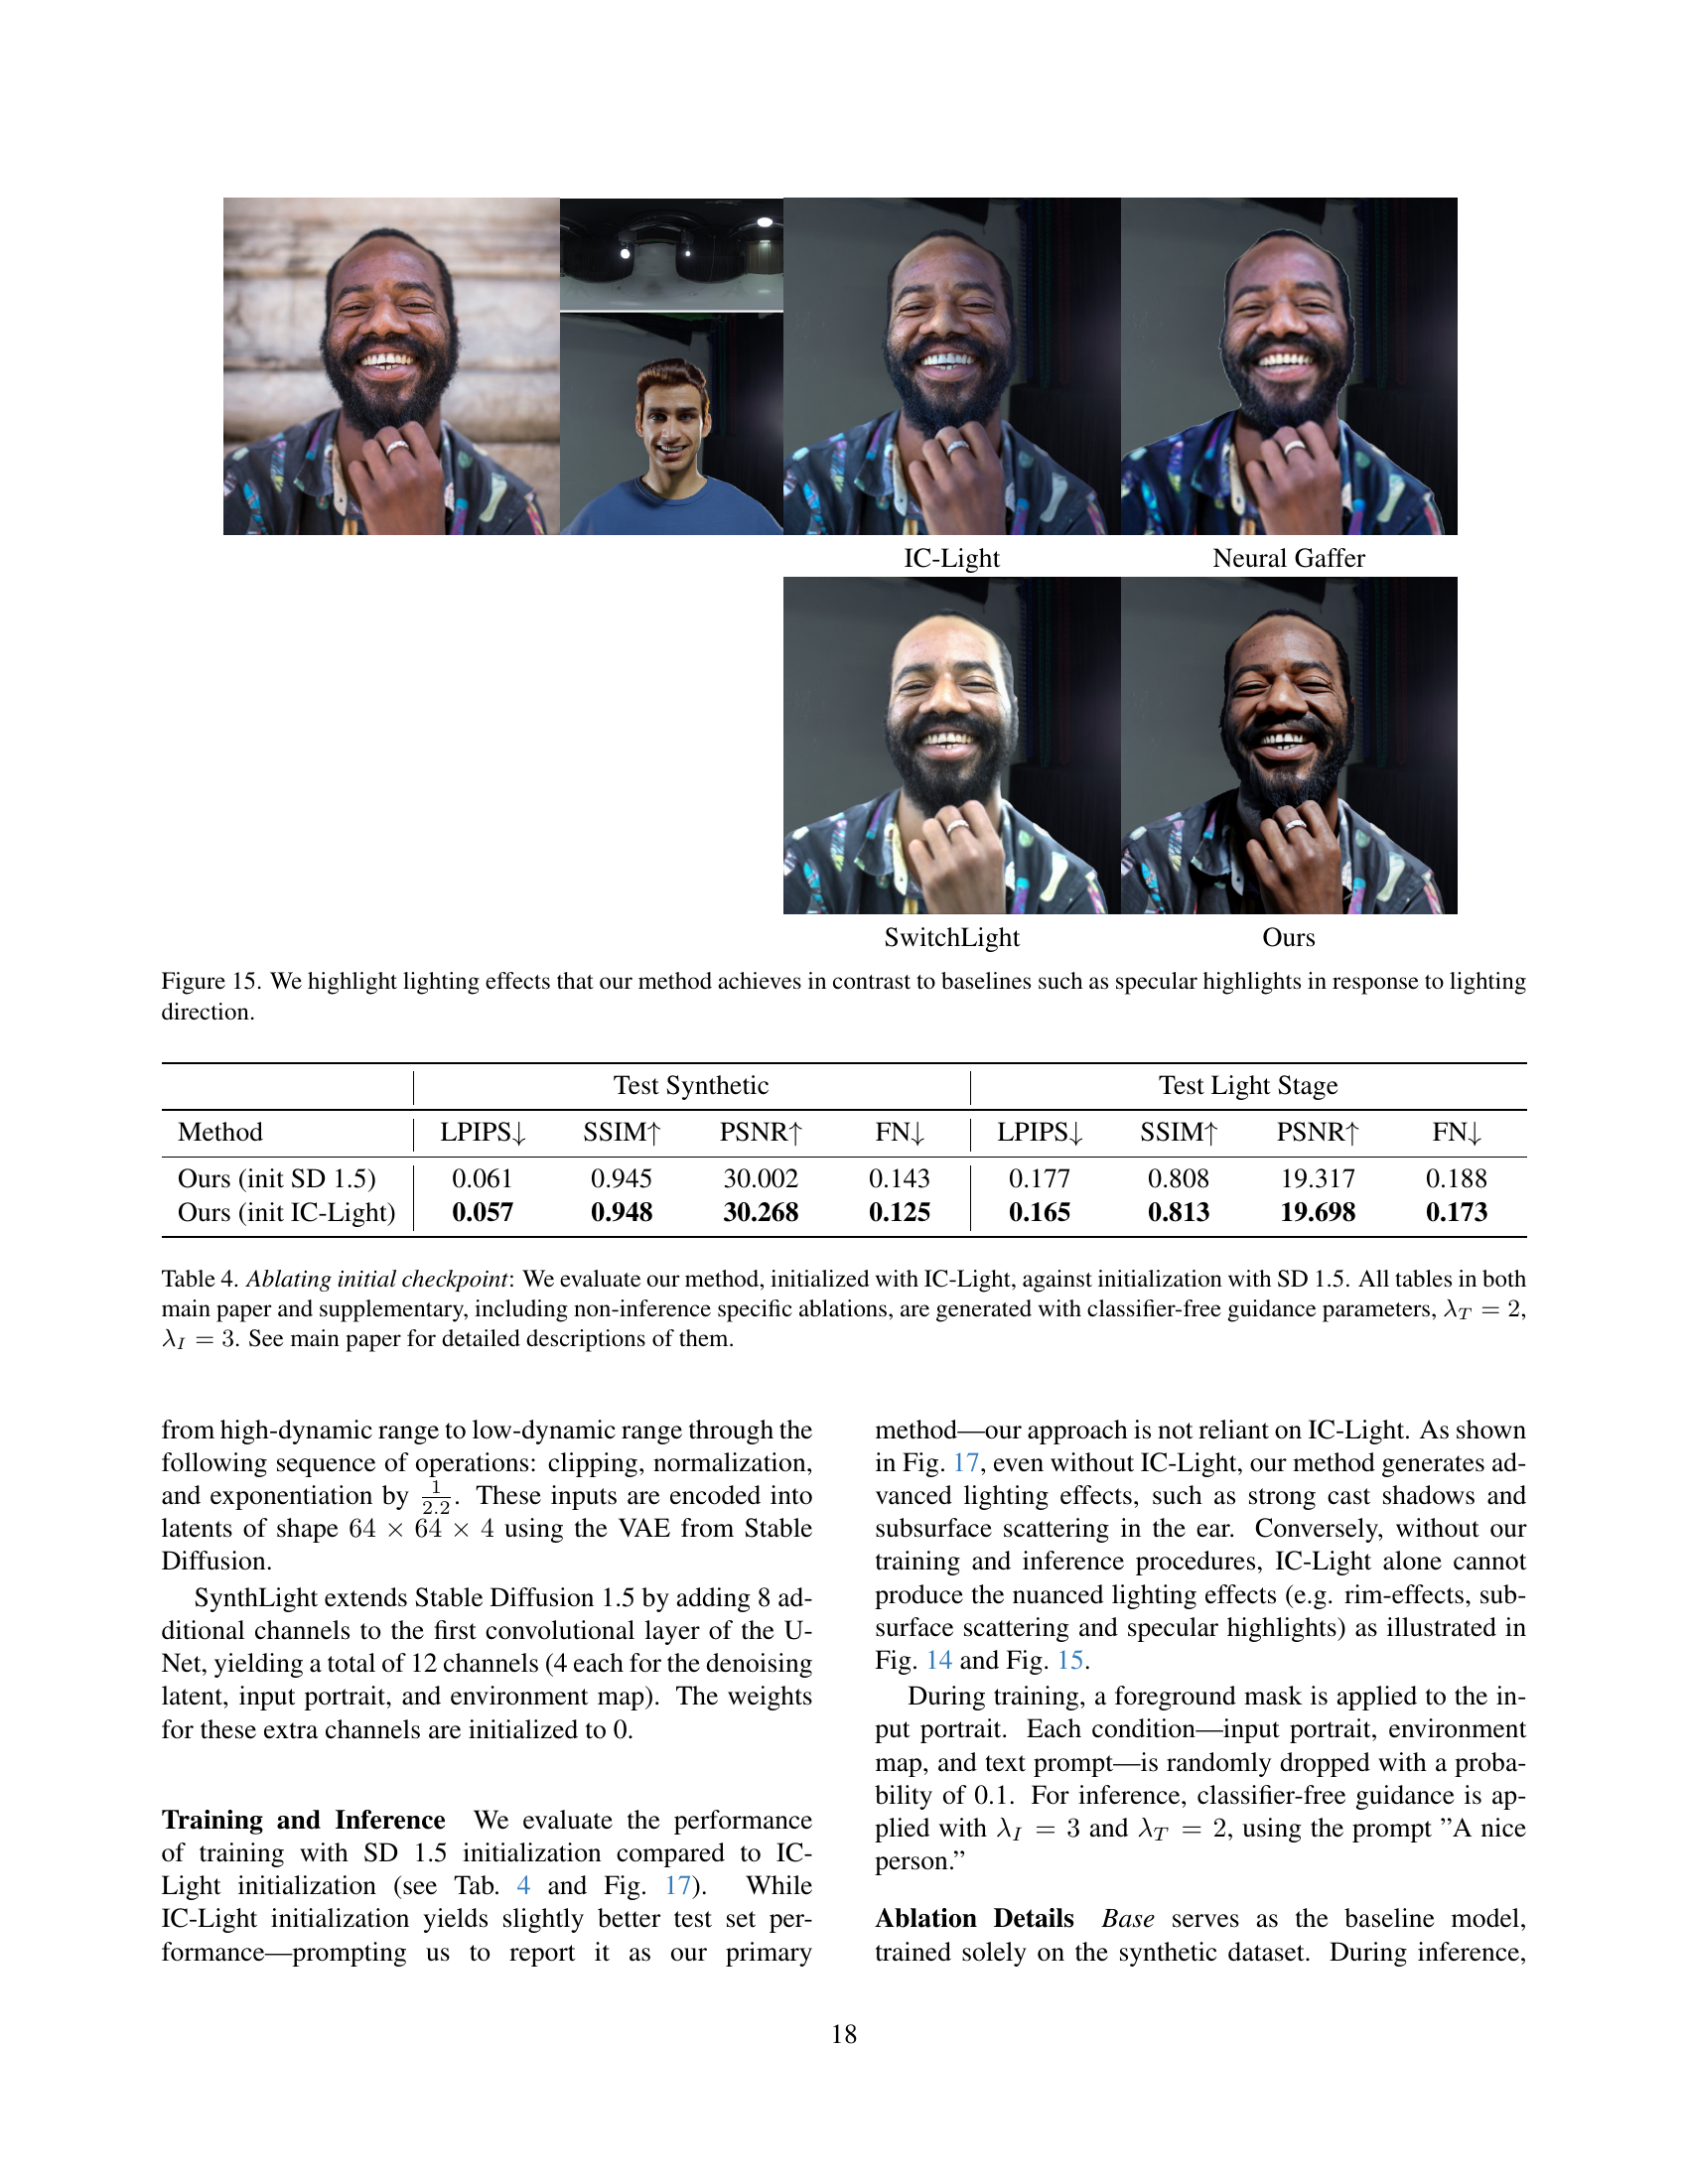 IC-Light Neural Gaffer
SwitchLight Ours
Figure 15. We highlight lighting effects that our method achieves in contrast to baselines such as specular highlights in response to lighting
direction.
Test Synthetic Test Light Stage
Method LPIPS↓ SSIM↑ PSNR↑ FN↓ LPIPS↓ SSIM↑ PSNR↑ FN↓
Ours (init SD 1.5) 0.061 0.945 30.002 0.143 0.177 0.808 19.317 0.188
Ours (init IC-Light) 0.057 0.948 30.268 0.125 0.165 0.813 19.698 0.173
Table 4. Ablating initial checkpoint: We evaluate our method, initialized with IC-Light, against initialization with SD 1.5. All tables in both
main paper and supplementary, including non-inference specific ablations, are generated with classifier-free guidance parameters, λ_T = 2,
λ_I = 3. See main paper for detailed descriptions of them.
from high-dynamic range to low-dynamic range through the
following sequence of operations: clipping, normalization,
and exponentiation by 1/2.2. These inputs are encoded into
latents of shape 64 × 64 × 4 using the VAE from Stable
Diffusion.
SynthLight extends Stable Diffusion 1.5 by adding 8 ad-
ditional channels to the first convolutional layer of the U-
Net, yielding a total of 12 channels (4 each for the denoising
latent, input portrait, and environment map). The weights
for these extra channels are initialized to 0.
Training and Inference We evaluate the performance
of training with SD 1.5 initialization compared to IC-
Light initialization (see Tab. 4 and Fig. 17). While
IC-Light initialization yields slightly better test set per-
formance—prompting us to report it as our primary
method—our approach is not reliant on IC-Light. As shown
in Fig. 17, even without IC-Light, our method generates ad-
vanced lighting effects, such as strong cast shadows and
subsurface scattering in the ear. Conversely, without our
training and inference procedures, IC-Light alone cannot
produce the nuanced lighting effects (e.g. rim-effects, sub-
surface scattering and specular highlights) as illustrated in
Fig. 14 and Fig. 15.
During training, a foreground mask is applied to the in-
put portrait. Each condition—input portrait, environment
map, and text prompt—is randomly dropped with a proba-
bility of 0.1. For inference, classifier-free guidance is ap-
plied with λ_I = 3 and λ_T = 2, using the prompt ”A nice
person.”
Ablation Details Base serves as the baseline model,
trained solely on the synthetic dataset. During inference,
18